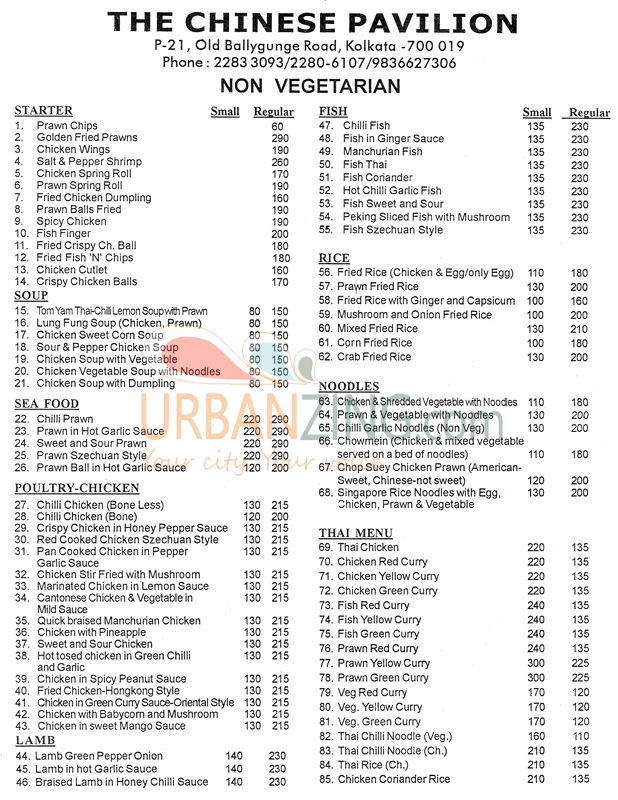 THE CHINESE PAVILION
P-21, Old Ballygunge Road, Kolkata -700 019
Phone : 2283 3093/2280-6107/9836627306
NON VEGETARIAN
STARTER Small Regular
1. Prawn Chips 60
2. Golden Fried Prawns 290
3. Chicken Wings 190
4. Salt & Pepper Shrimp 260
5. Chicken Spring Roll 170
6. Prawn Spring Roll 190
7. Fried Chicken Dumpling 160
8. Prawn Balls Fried 190
9. Spicy Chicken 190
10. Fish Finger 200
11. Fried Crispy Ch. Ball 180
12. Fried Fish 'N' Chips 180
13. Chicken Cutlet 160
14. Crispy Chicken Balls 170
SOUP
15. Tom Yam Thai-Chilli Lemon Soup with Prawn 80 150
16. Lung Fung Soup (Chicken, Prawn) 80 150
17. Chicken Sweet Corn Soup 80 150
18. Sour & Pepper Chicken Soup 80 150
19. Chicken Soup with Vegetable 80 150
20. Chicken Vegetable Soup with Noodles 80 150
21. Chicken Soup with Dumpling 80 150
SEA FOOD
22. Chilli Prawn 220 290
23. Prawn in Hot Garlic Sauce 220 290
24. Sweet and Sour Prawn 220 290
25. Prawn Szechuan Style 220 290
26. Prawn Ball in Hot Garlic Sauce 120 200
POULTRY-CHICKEN
27. Chilli Chicken (Bone Less) 130 215
28. Chilli Chicken (Bone) 120 200
29. Crispy Chicken in Honey Pepper Sauce 130 215
30. Red Cooked Chicken Szechuan Style 130 215
31. Pan Cooked Chicken in Pepper 130 215
Garlic Sauce
32. Chicken Stir Fried with Mushroom 130 215
33. Marinated Chicken in Lemon Sauce 130 215
34. Cantonese Chicken & Vegetable in 130 215
Mild Sauce
35. Quick braised Manchurian Chicken 130 215
36. Chicken with Pineapple 130 215
37. Sweet and Sour Chicken 130 215
38. Hot tosed chicken in Green Chilli 130 215
and Garlic
39. Chicken in Spicy Peanut Sauce 130 215
40. Fried Chicken-Hongkong Style 130 215
41. Chicken in Green Curry Sauce-Oriental Style 130 215
42. Chicken with Babycorn and Mushroom 130 215
43. Chicken in sweet Mango Sauce 130 215
LAMB
44. Lamb Green Pepper Onion 140 230
45. Lamb in hot Garlic Sauce 140 230
46. Braised Lamb in Honey Chilli Sauce 140 230
FISH Small Regular
47. Chilli Fish 135 230
48. Fish in Ginger Sauce 135 230
49. Manchurian Fish 135 230
50. Fish Thai 135 230
51. Fish Coriander 135 230
52. Hot Chilli Garlic Fish 135 230
53. Fish Sweet and Sour 135 230
54. Peking Sliced Fish with Mushroom 135 230
55. Fish Szechuan Style 135 230
RICE
56. Fried Rice (Chicken & Egg/only Egg) 110 180
57. Prawn Fried Rice 130 200
58. Fried Rice with Ginger and Capsicum 100 160
59. Mushroom and Onion Fried Rice 130 200
60. Mixed Fried Rice 130 210
61. Corn Fried Rice 100 180
62. Crab Fried Rice 130 200
NOODLES
63. Chicken & Shredded Vegetable with Noodles 110 180
64. Prawn & Vegetable with Noodles 130 200
65. Chilli Garlic Noodles (Non Veg) 130 200
66. Chowmein (Chicken & mixed vegetable
served on a bed of noodles) 110 180
67. Chopsuey Chicken Prawn (American-
Sweet, Chinese-not sweet) 120 200
68. Singapore Rice Noodles with Egg, 130 200
Chicken, Prawn & Vegetable
THAI MENU
69. Thai Chicken 220 135
70. Chicken Red Curry 220 135
71. Chicken Yellow Curry 220 135
72. Chicken Green Curry 220 135
73. Fish Red Curry 240 135
74. Fish Yellow Curry 240 135
75. Fish Green Curry 240 135
76. Prawn Red Curry 240 135
77. Prawn Yellow Curry 300 225
78. Prawn Green Curry 300 225
79. Veg Red Curry 170 120
80. Veg. Yellow Curry 170 120
81. Veg. Green Curry 170 120
82. Thai Chilli Noodle (Veg.) 160 110
83. Thai Chilli Noodle (Ch.) 210 135
84. Thai Rice (Ch.) 210 135
85. Chicken Coriander Rice 210 135
URBANZING.com
Your city. Your voice